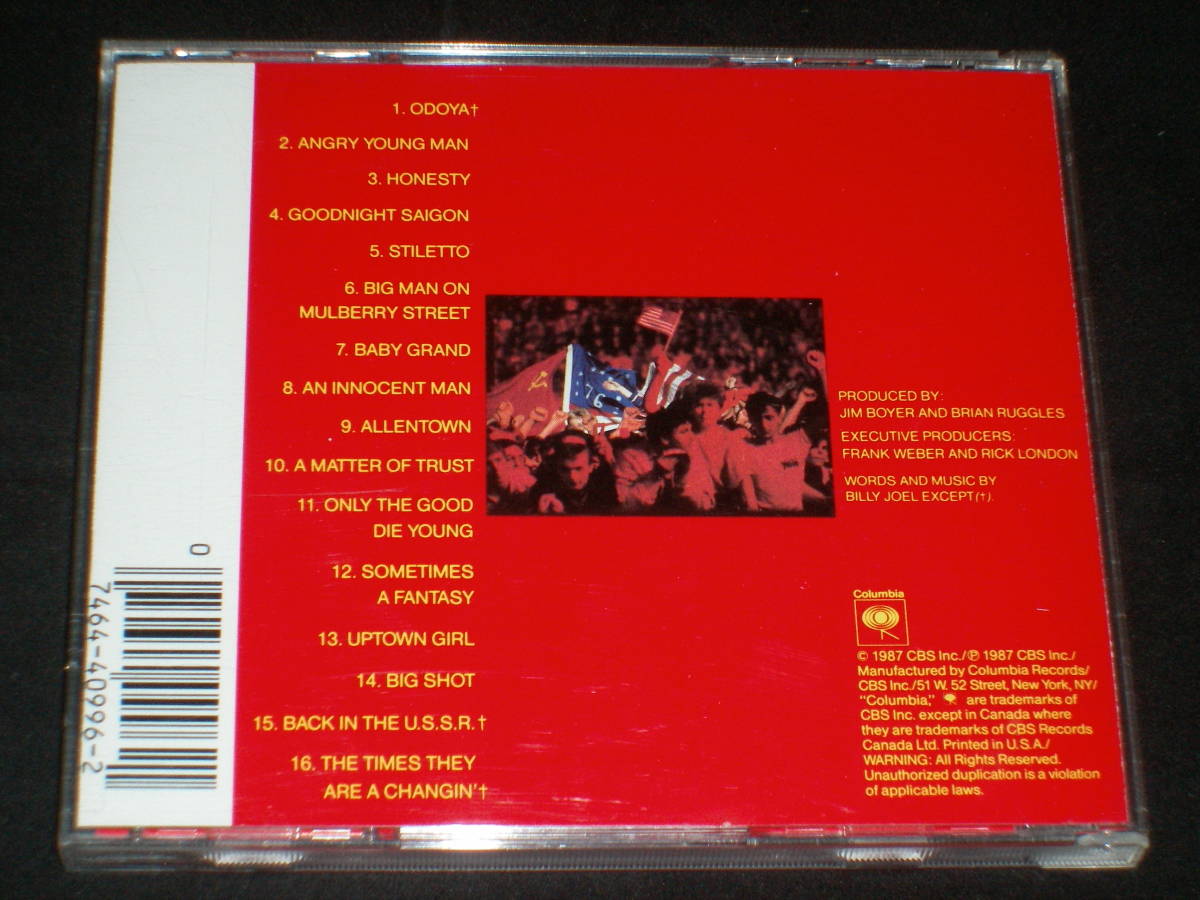 1. ODOYA†
2. ANGRY YOUNG MAN
3. HONESTY
4. GOODNIGHT SAIGON
5. STILETTO
6. BIG MAN ON
MULBERRY STREET
7. BABY GRAND
8. AN INNOCENT MAN
9. ALLENTOWN
10. A MATTER OF TRUST
11. ONLY THE GOOD
DIE YOUNG
12. SOMETIMES
A FANTASY
13. UPTOWN GIRL
14. BIG SHOT
15. BACK IN THE U.S.S.R.†
16. THE TIMES THEY
ARE A CHANGIN'†
76
PRODUCED BY:
JIM BOYER AND BRIAN RUGGLES
EXECUTIVE PRODUCERS:
FRANK WEBER AND RICK LONDON
WORDS AND MUSIC BY
BILLY JOEL EXCEPT (†).
Columbia
© 1987 CBS Inc./℗ 1987 CBS Inc./
Manufactured by Columbia Records/
CBS Inc./51 W. 52 Street, New York, NY/
"Columbia," are trademarks of
CBS Inc. except in Canada where
they are trademarks of CBS Records
Canada Ltd. Printed in U.S.A./
WARNING: All Rights Reserved.
Unauthorized duplication is a violation
of applicable laws.
0
7464-40996-2